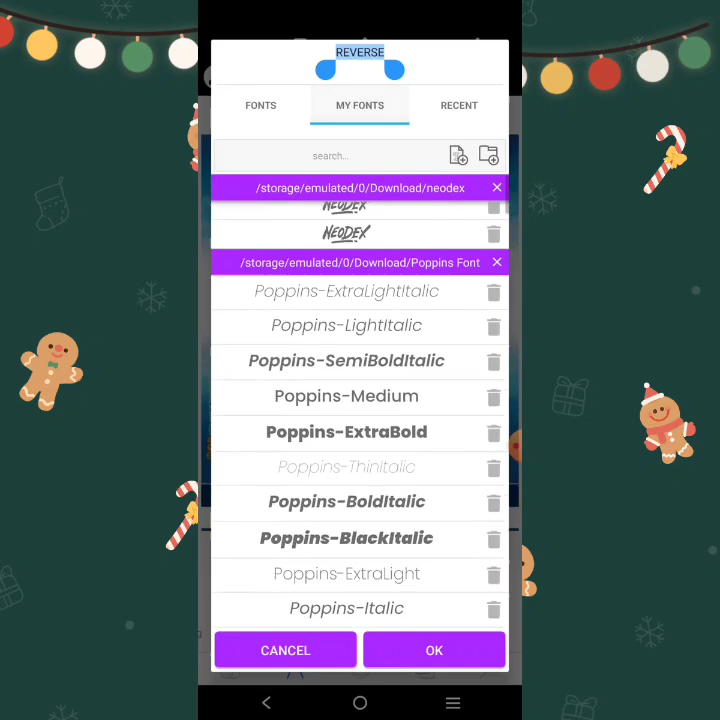 REVERSE
FONTS
MY FONTS
RECENT
search...
/storage/emulated/0/Download/neodex
NEODEX
NEODEX
/storage/emulated/0/Download/Poppins Font
Poppins-ExtraLightItalic
Poppins-LightItalic
Poppins-SemiBoldItalic
Poppins-Medium
Poppins-ExtraBold
Poppins-ThinItalic
Poppins-BoldItalic
Poppins-BlackItalic
Poppins-ExtraLight
Poppins-Italic
CANCEL
OK